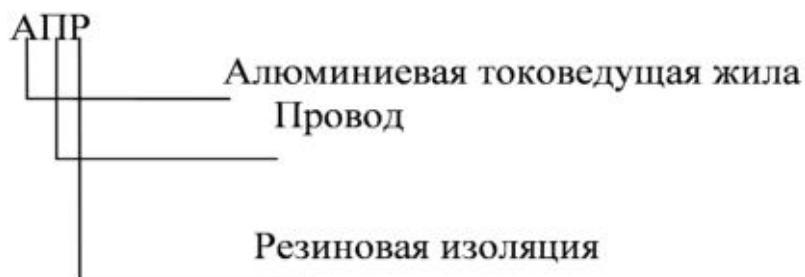 АПР
Алюминиевая токоведущая жила
Провод
Резиновая изоляция